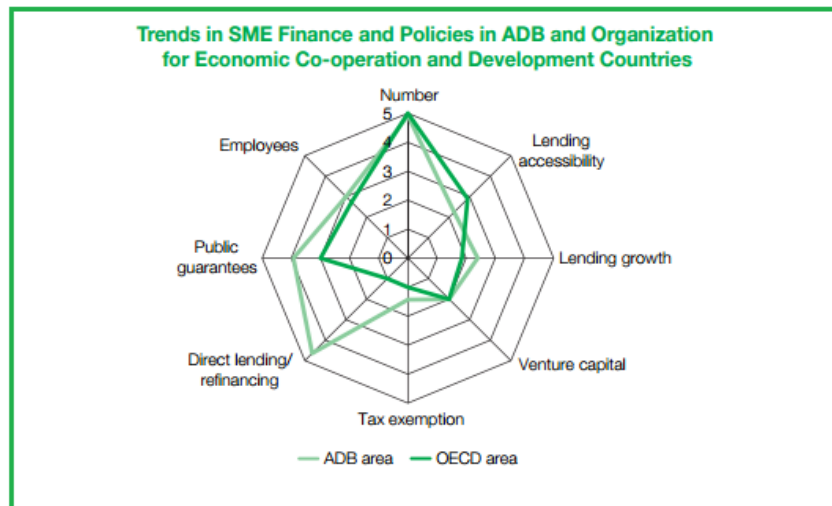 Trends in SME Finance and Policies in ADB and Organization
for Economic Co-operation and Development Countries
Number
5
4
3
2
1
0
Lending
accessibility
Lending growth
Venture capital
Tax exemption
Direct lending/
refinancing
Public
guarantees
Employees
ADB area
OECD area